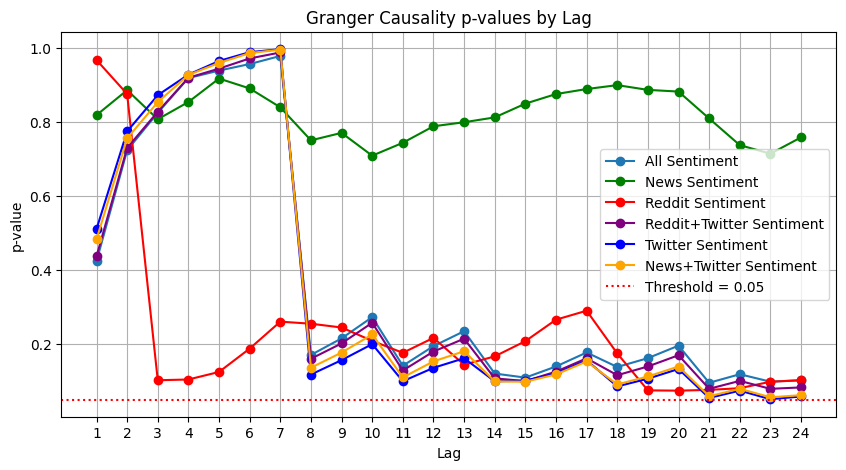 Granger Causality p-values by Lag
1.0
0.8
0.6
0.4
0.2
p-value
All Sentiment
News Sentiment
Reddit Sentiment
Reddit+Twitter Sentiment
Twitter Sentiment
News+Twitter Sentiment
Threshold = 0.05
1 2 3 4 5 6 7 8 9 10 11 12 13 14 15 16 17 18 19 20 21 22 23 24
Lag